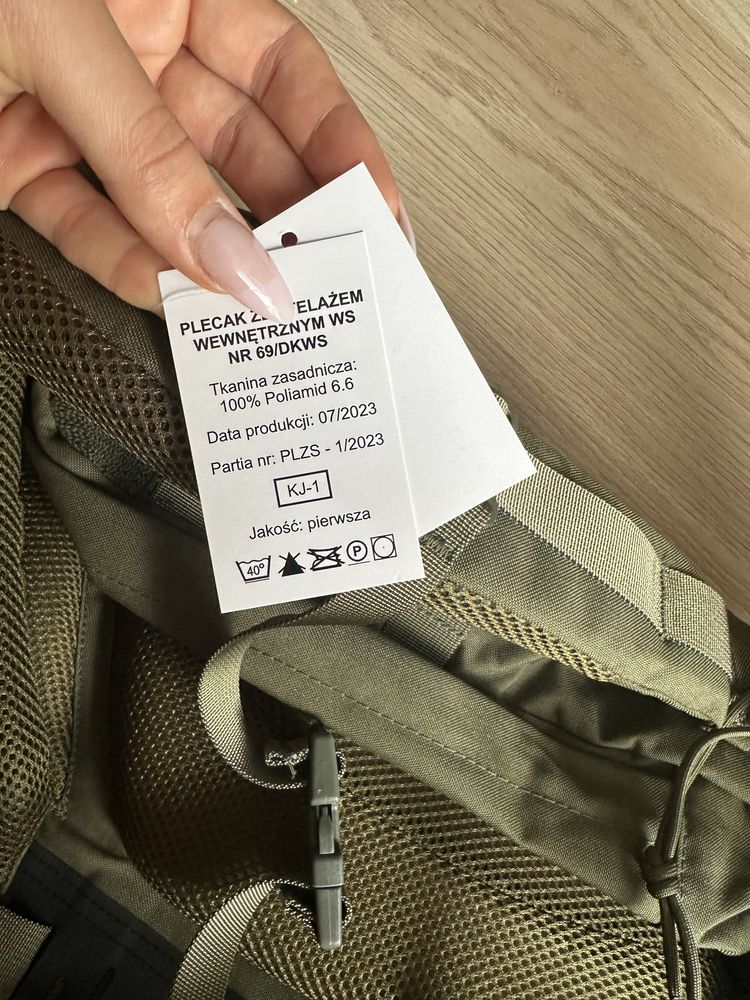 PLECAK
WEWNĘTRZNYM WS
NR 69/DKWS
Tkanina zasadnicza:
100% Poliamid 6.6
Data produkcji: 07/2023
Partia nr: PLZS - 1/2023
KJ-1
Jakość: pierwsza
40° P